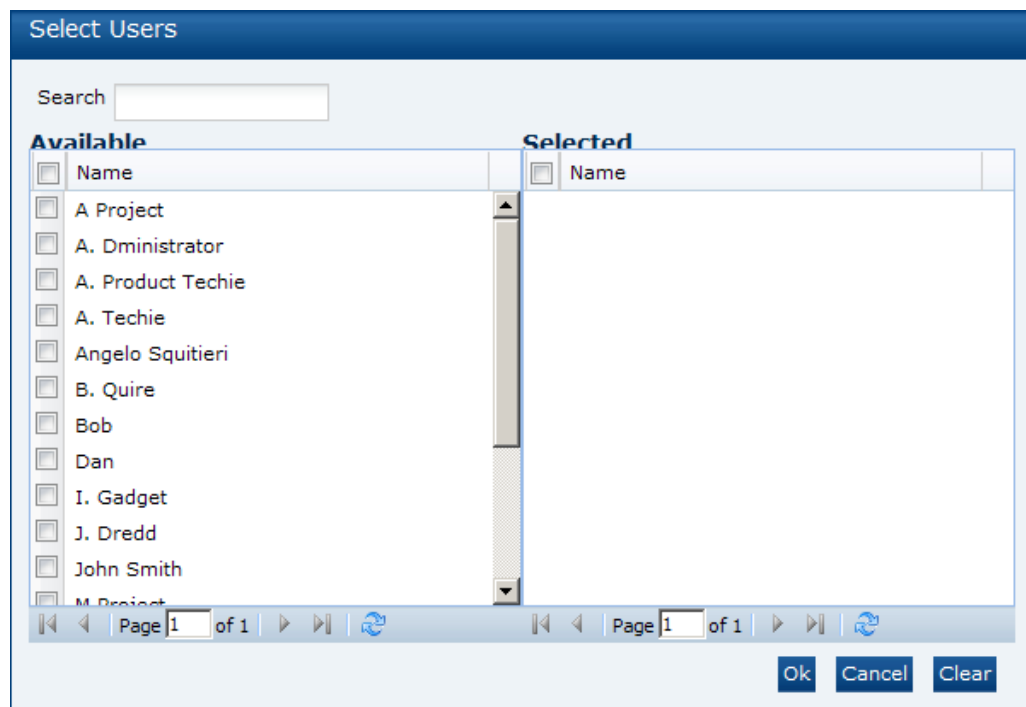 Select Users
Search
Available
Selected
Name
Name
A Project
A. Dministrator
A. Product Techie
A. Techie
Angelo Squitieri
B. Quire
Bob
Dan
I. Gadget
J. Dredd
John Smith
M Project
Page 1 of 1
Page 1 of 1
Ok Cancel Clear